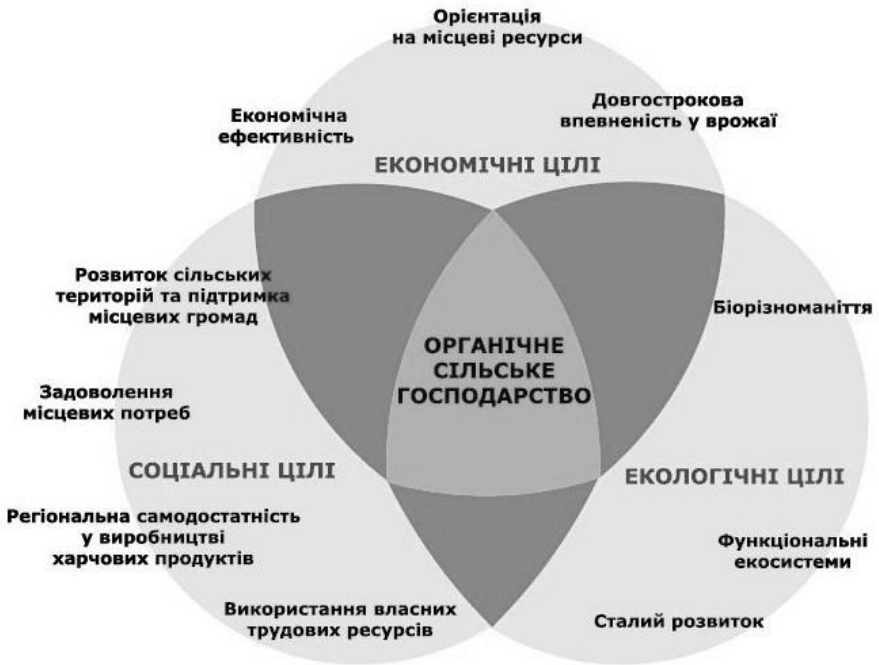 Орієнтація
на місцеві ресурси
Економічна
ефективність
Довгострокова
впевненість у врожаї
ЕКОНОМІЧНІ ЦІЛІ
Розвиток сільських
територій та підтримка
місцевих громад
Біорізноманіття
ОРГАНІЧНЕ
СІЛЬСЬКЕ
ГОСПОДАРСТВО
Задоволення
місцевих потреб
СОЦІАЛЬНІ ЦІЛІ
ЕКОЛОГІЧНІ ЦІЛІ
Регіональна самодостатність
у виробництві
харчових продуктів
Функціональні
екосистеми
Використання власних
трудових ресурсів
Сталий розвиток